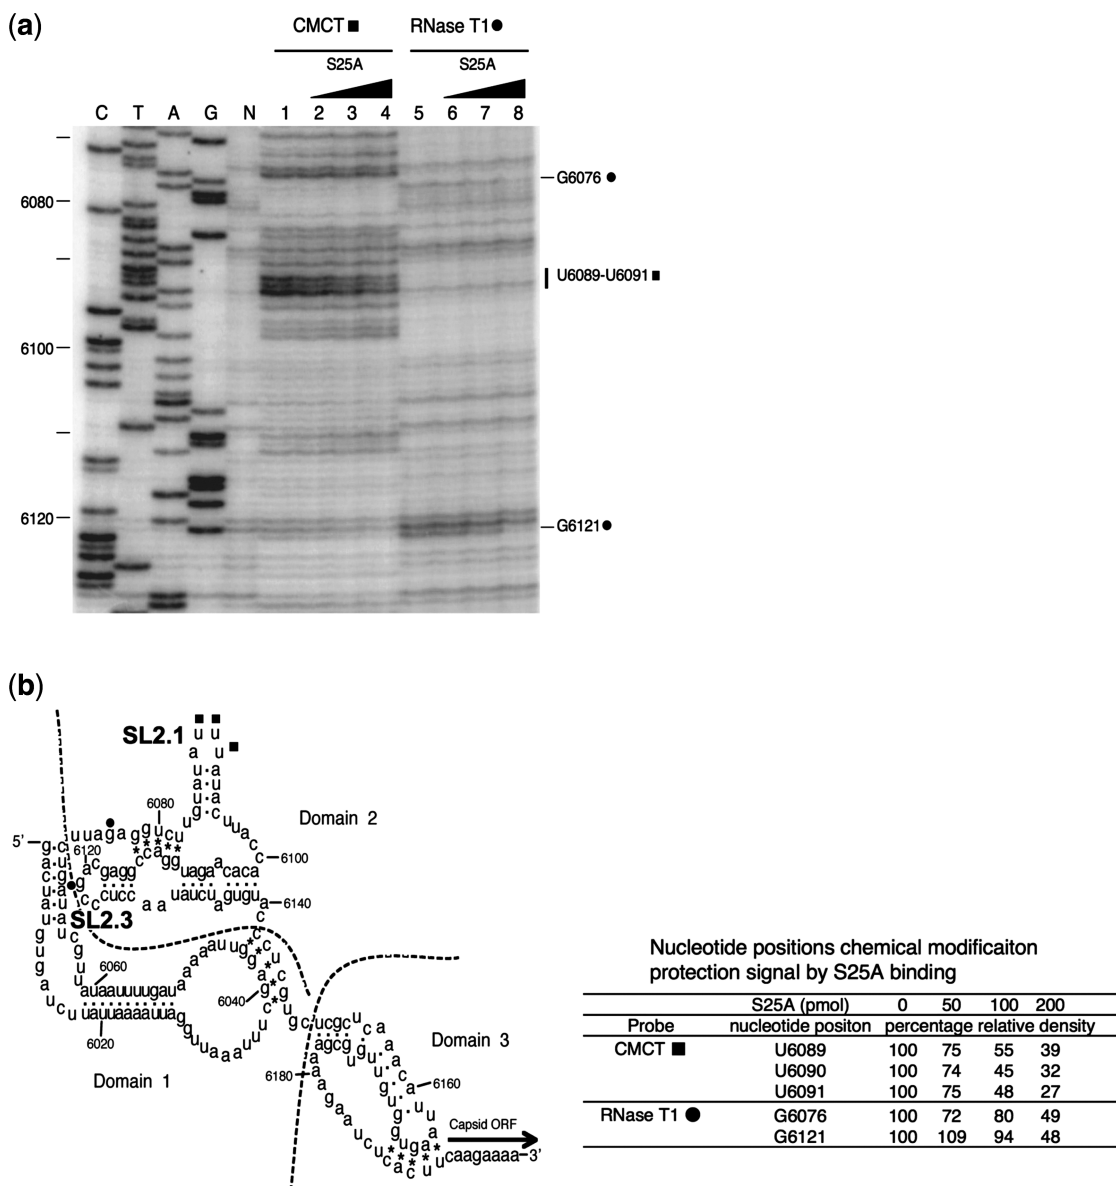 (a)
CMCT ■ RNase T1 ●
S25A S25A
C T A G N 1 2 3 4 5 6 7 8
G6076 ●
6080
U6089-U6091 ■
6100
6120
G6121 ●
(b)
SL2.1
Domain 2
6080
5'
6120
6100
6140
SL2.3
6060
6040
6020
Domain 1
Domain 3
6180
6160
Capsid ORF
caagaaaa-3'
Nucleotide positions chemical modificaiton
protection signal by S25A binding
S25A (pmol) 0 50 100 200
Probe nucleotide positon percentage relative density
CMCT ■ U6089 100 75 55 39
U6090 100 74 45 32
U6091 100 75 48 27
RNase T1 ● G6076 100 72 80 49
G6121 100 109 94 48